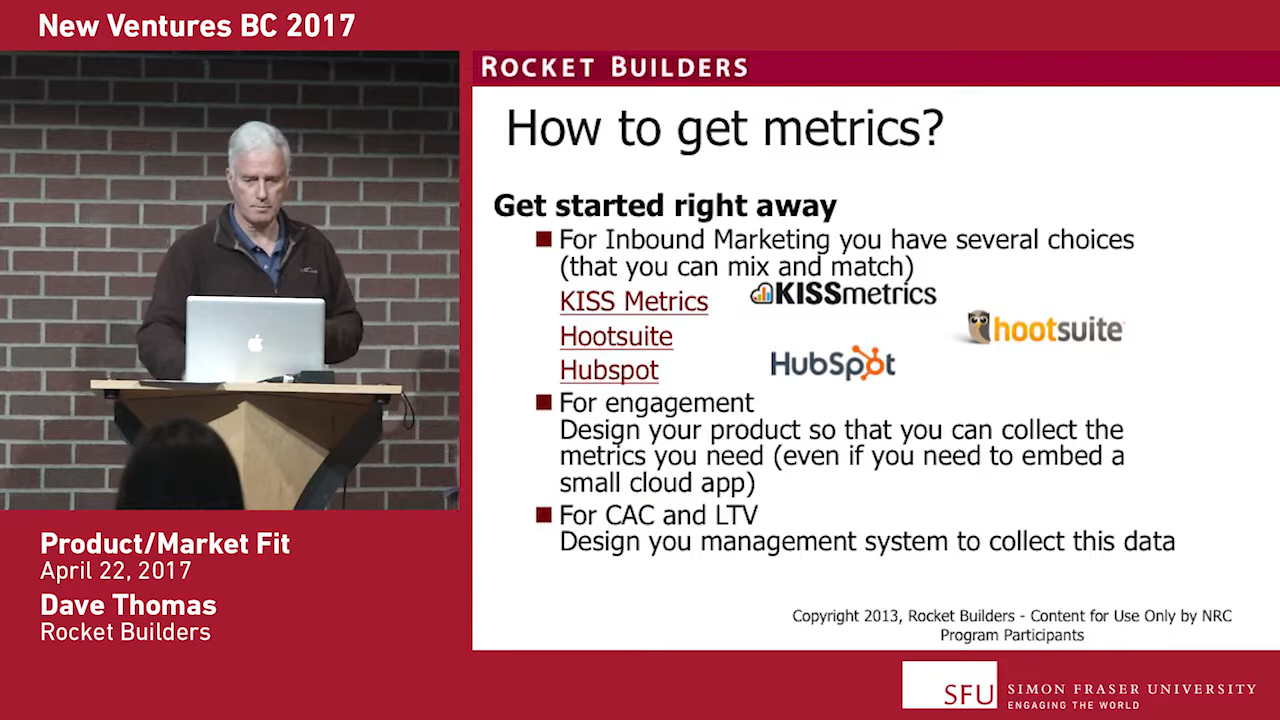 New Ventures BC 2017
ROCKET BUILDERS
How to get metrics?
Get started right away
For Inbound Marketing you have several choices
(that you can mix and match)
KISS Metrics
KISSmetrics
Hootsuite
hootsuite
Hubspot
HubSpot
For engagement
Design your product so that you can collect the
metrics you need (even if you need to embed a
small cloud app)
For CAC and LTV
Design you management system to collect this data
Copyright 2013, Rocket Builders - Content for Use Only by NRC
Program Participants
Product/Market Fit
April 22, 2017
Dave Thomas
Rocket Builders
SFU
SIMON FRASER UNIVERSITY
ENGAGING THE WORLD